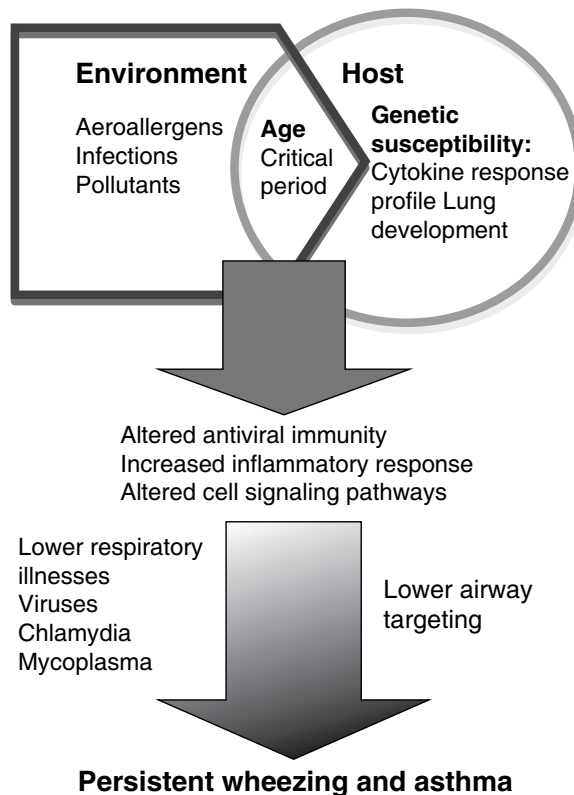 Environment
Aeroallergens
Infections
Pollutants
Age
Critical
period
Host
Genetic
susceptibility:
Cytokine response
profile Lung
development
Altered antiviral immunity
Increased inflammatory response
Altered cell signaling pathways
Lower respiratory
illnesses
Viruses
Chlamydia
Mycoplasma
Lower airway
targeting
Persistent wheezing and asthma